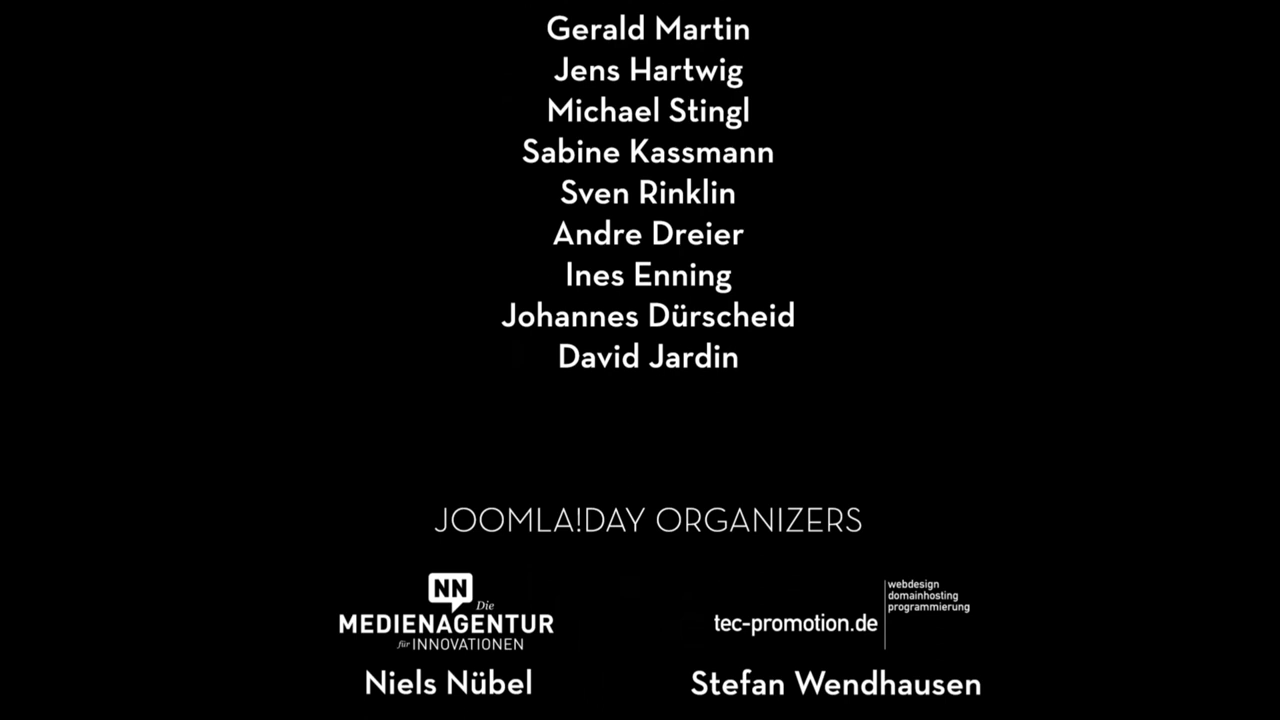 Gerald Martin
Jens Hartwig
Michael Stingl
Sabine Kassmann
Sven Rinklin
Andre Dreier
Ines Enning
Johannes Dürscheid
David Jardin
JOOMLA!DAY ORGANIZERS
NN
Die
MEDIENAGENTUR
für INNOVATIONEN
Niels Nübel
webdesign
domainhosting
programmierung
tec-promotion.de
Stefan Wendhausen